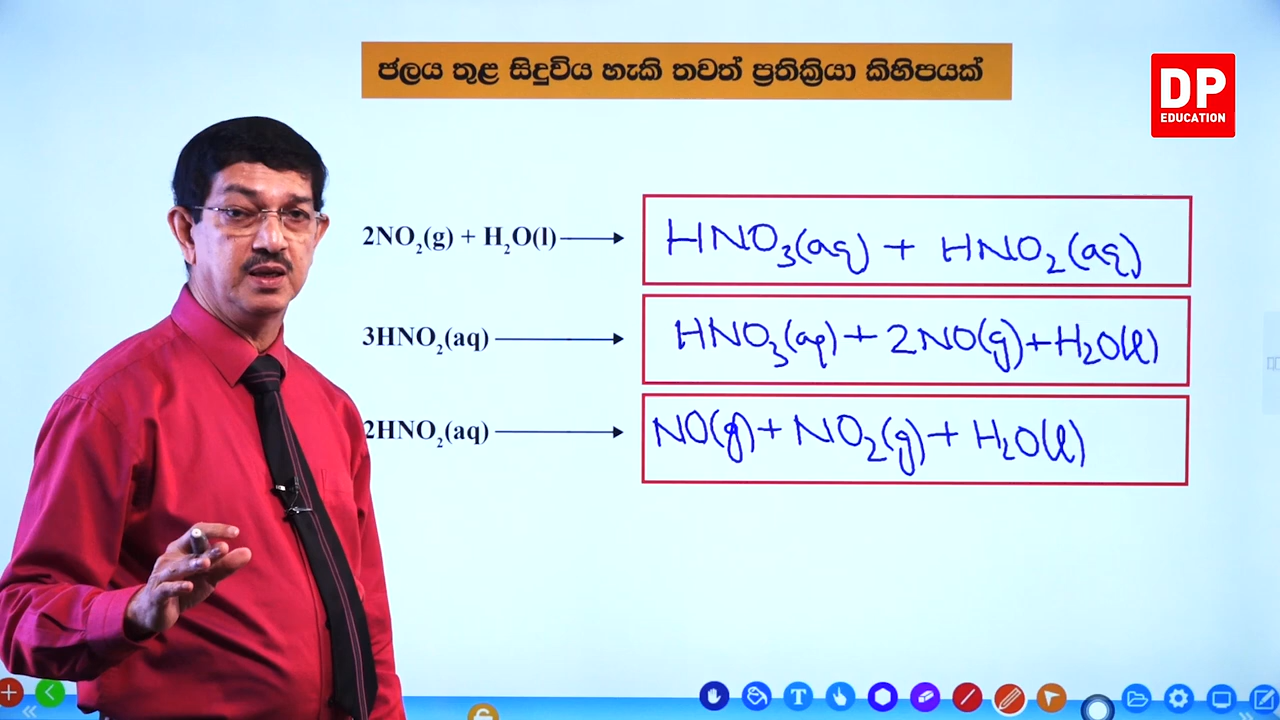 ජලය තුළ සිදුවිය හැකි තවත් ප්‍රතික්‍රියා කිහිපයක්
DP
EDUCATION
2NO₂(g) + H₂O(l) ⟶ HNO₃(aq) + HNO₂(aq)
3HNO₂(aq) ⟶ HNO₃(aq) + 2NO(g) + H₂O(l)
2HNO₂(aq) ⟶ NO(g) + NO₂(g) + H₂O(l)